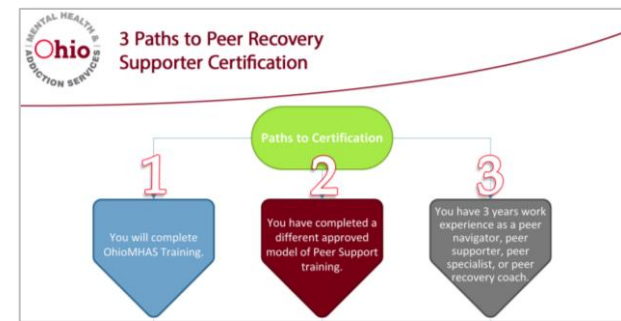 MENTAL HEALTH &
Ohio
ADDICTION SERVICES
3 Paths to Peer Recovery
Supporter Certification
Paths to Certification
1
2
3
You will complete
OhioMHAS Training.
You have completed a
different approved
model of Peer Support
training.
You have 3 years work
experience as a peer
navigator, peer
supporter, peer
specialist, or peer
recovery coach.